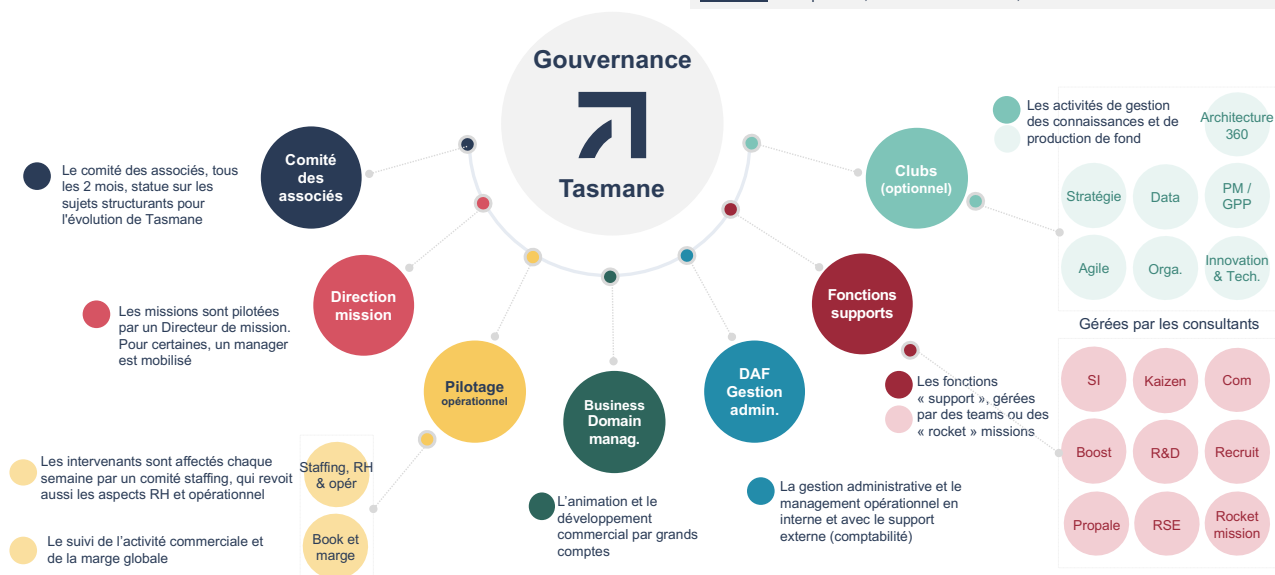 Gouvernance
Tasmane
Comité
des
associés
Le comité des associés, tous
les 2 mois, statue sur les
sujets structurants pour
l'évolution de Tasmane
Direction
mission
Les missions sont pilotées
par un Directeur de mission.
Pour certaines, un manager
est mobilisé
Pilotage
opérationnel
Les intervenants sont affectés chaque
semaine par un comité staffing, qui revoit
aussi les aspects RH et opérationnel
Le suivi de l'activité commerciale et
de la marge globale
Staffing, RH
& opér
Book et
marge
Business
Domain
manag.
L'animation et le
développement
commercial par grands
comptes
DAF
Gestion
admin.
La gestion administrative et le
management opérationnel en
interne et avec le support
externe (comptabilité)
Fonctions
supports
Les fonctions
« support », gérées
par des teams ou des
« rocket » missions
Clubs
(optionnel)
Les activités de gestion
des connaissances et de
production de fond
Architecture
360
Stratégie
Data
PM /
GPP
Agile
Orga.
Innovation
& Tech.
Gérées par les consultants
SI
Kaizen
Com
Boost
R&D
Recruit
Propale
RSE
Rocket
mission